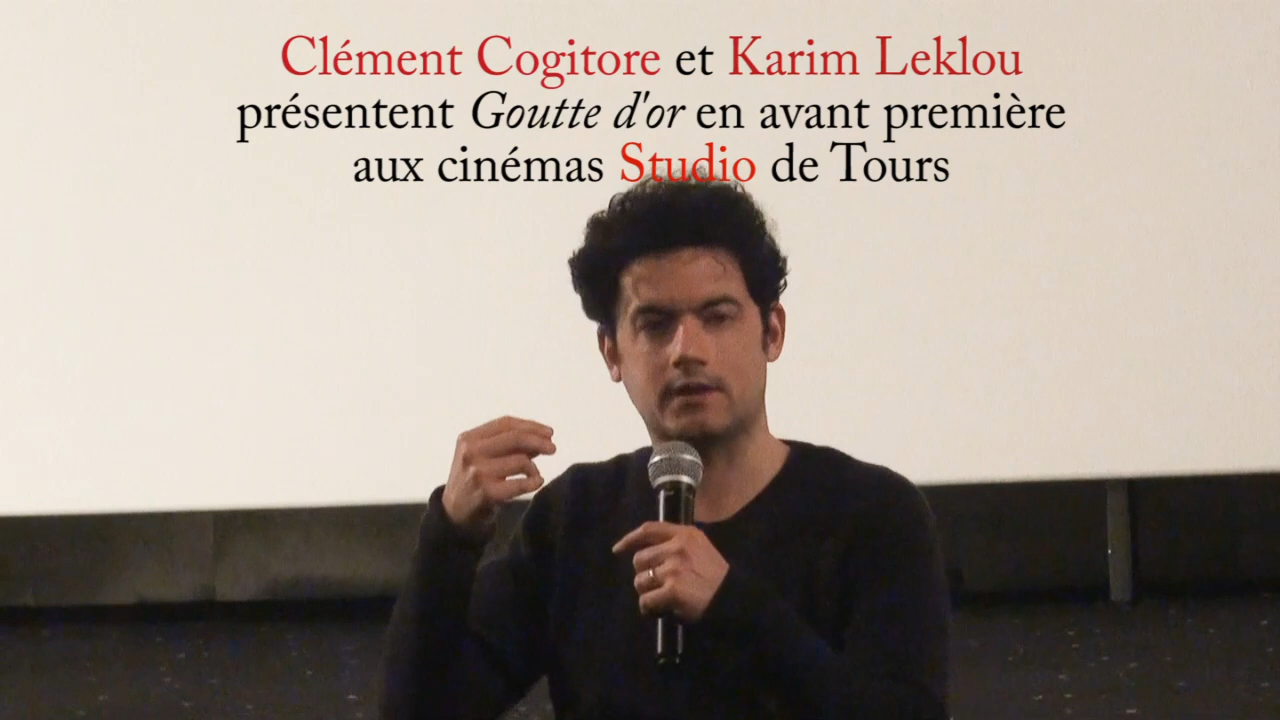 Clément Cogitore et Karim Leklou
présentent Goutte d'or en avant première
aux cinémas Studio de Tours